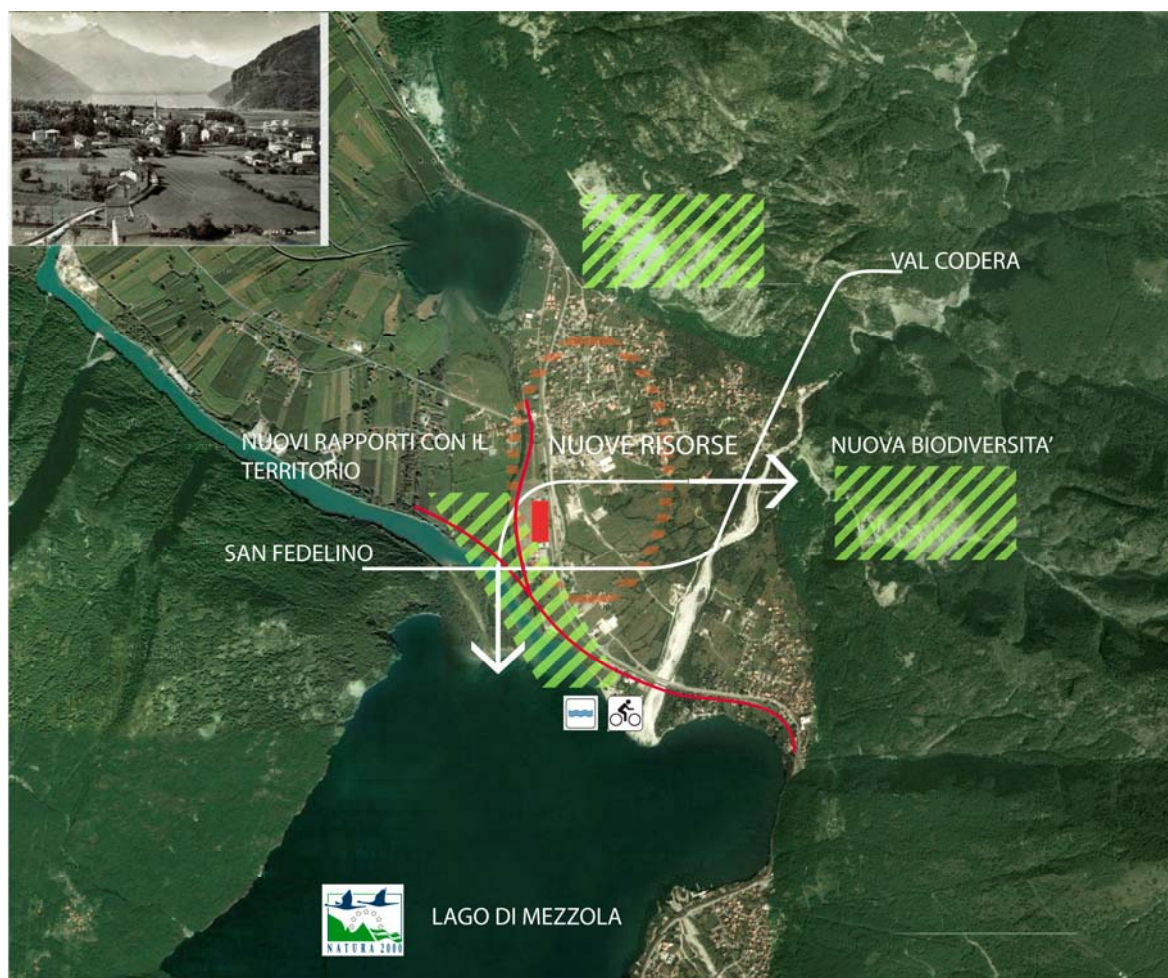 VAL CODERA
NUOVI RAPPORTI CON IL
TERRITORIO
NUOVE RISORSE
NUOVA BIODIVERSITA'
SAN FEDELINO
LAGO DI MEZZOLA
NATURA 2000